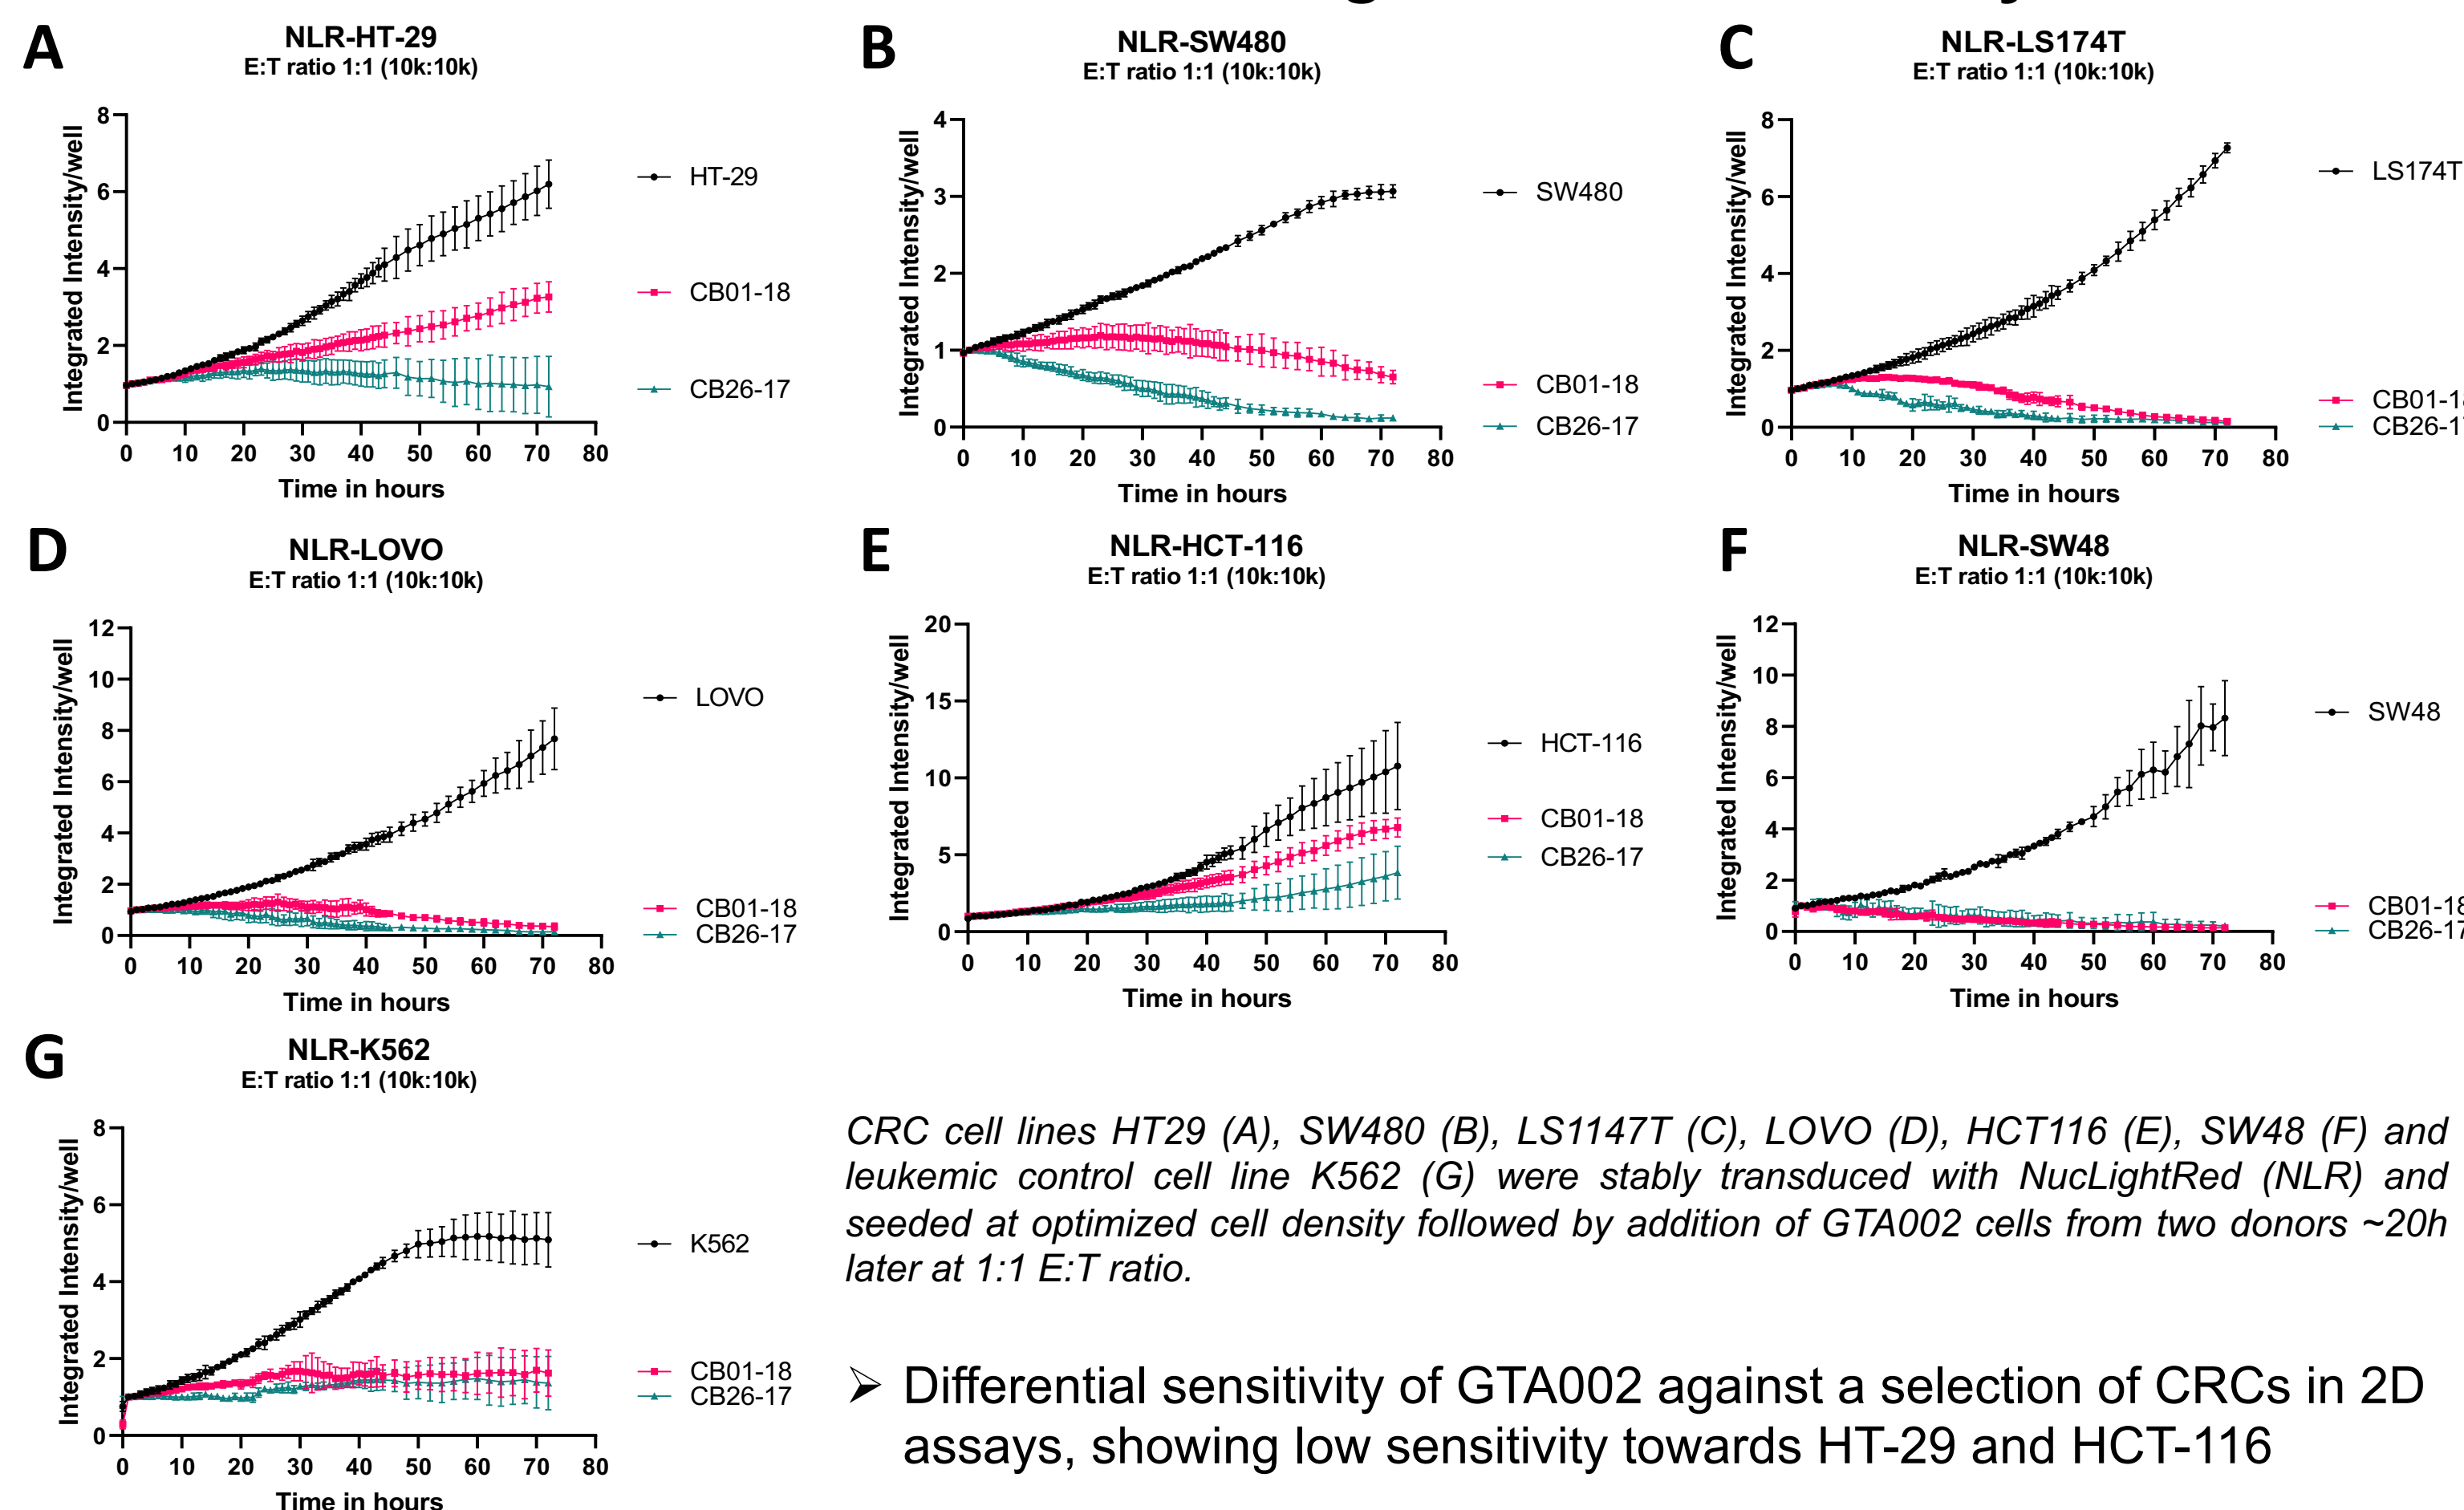 A
NLR-HT-29
E:T ratio 1:1 (10k:10k)
Integrated Intensity/well
8
6
4
2
0
0 10 20 30 40 50 60 70 80
Time in hours
HT-29
CB01-18
CB26-17
B
NLR-SW480
E:T ratio 1:1 (10k:10k)
Integrated Intensity/well
4
3
2
1
0
0 10 20 30 40 50 60 70 80
Time in hours
SW480
CB01-18
CB26-17
C
NLR-LS174T
E:T ratio 1:1 (10k:10k)
Integrated Intensity/well
8
6
4
2
0
0 10 20 30 40 50 60 70 80
Time in hours
LS174T
CB01-18
CB26-17
D
NLR-LOVO
E:T ratio 1:1 (10k:10k)
Integrated Intensity/well
12
10
8
6
4
2
0
0 10 20 30 40 50 60 70 80
Time in hours
LOVO
CB01-18
CB26-17
E
NLR-HCT-116
E:T ratio 1:1 (10k:10k)
Integrated Intensity/well
20
15
10
5
0
0 10 20 30 40 50 60 70 80
Time in hours
HCT-116
CB01-18
CB26-17
F
NLR-SW48
E:T ratio 1:1 (10k:10k)
Integrated Intensity/well
12
10
8
6
4
2
0
0 10 20 30 40 50 60 70 80
Time in hours
SW48
CB01-18
CB26-17
G
NLR-K562
E:T ratio 1:1 (10k:10k)
Integrated Intensity/well
8
6
4
2
0
0 10 20 30 40 50 60 70 80
Time in hours
K562
CB01-18
CB26-17
CRC cell lines HT29 (A), SW480 (B), LS1147T (C), LOVO (D), HCT116 (E), SW48 (F) and
leukemic control cell line K562 (G) were stably transduced with NucLightRed (NLR) and
seeded at optimized cell density followed by addition of GTA002 cells from two donors ~20h
later at 1:1 E:T ratio.
➢ Differential sensitivity of GTA002 against a selection of CRCs in 2D
assays, showing low sensitivity towards HT-29 and HCT-116